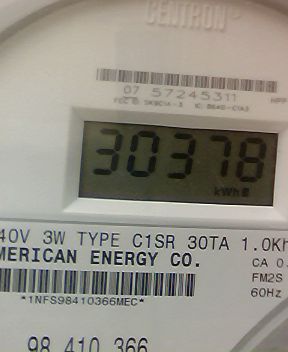 CENTRON®
07 57245311
30378
kWh
40V 3W TYPE C1SR 30TA 1.0Kh
MERICAN ENERGY CO.
CA 0.
FM2S
60Hz
*1NFS98410366MEC*
98 410 366